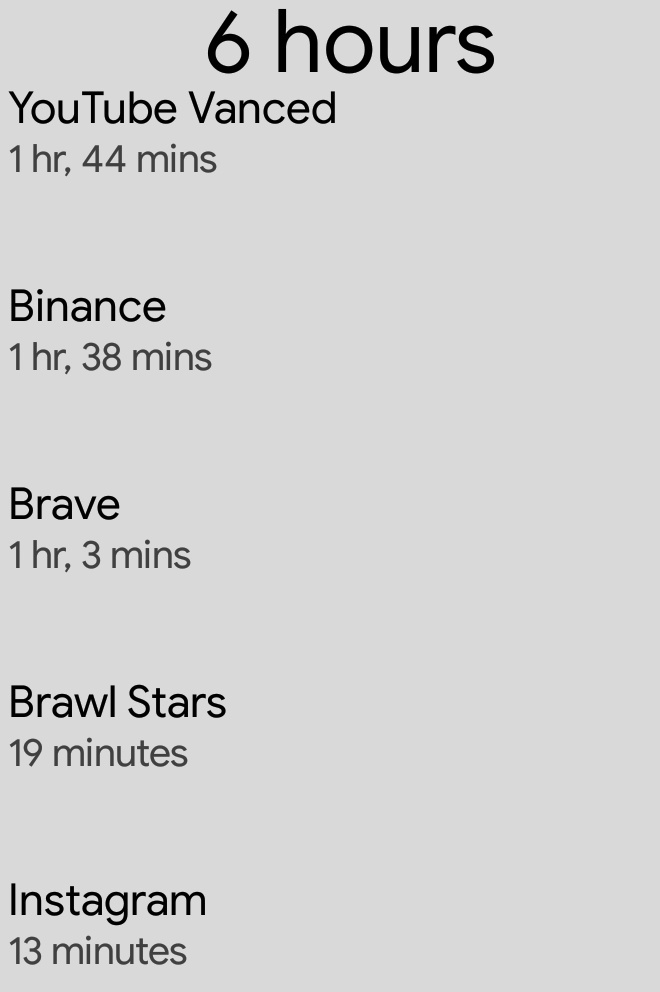 6 hours
YouTube Vanced
1 hr, 44 mins
Binance
1 hr, 38 mins
Brave
1 hr, 3 mins
Brawl Stars
19 minutes
Instagram
13 minutes